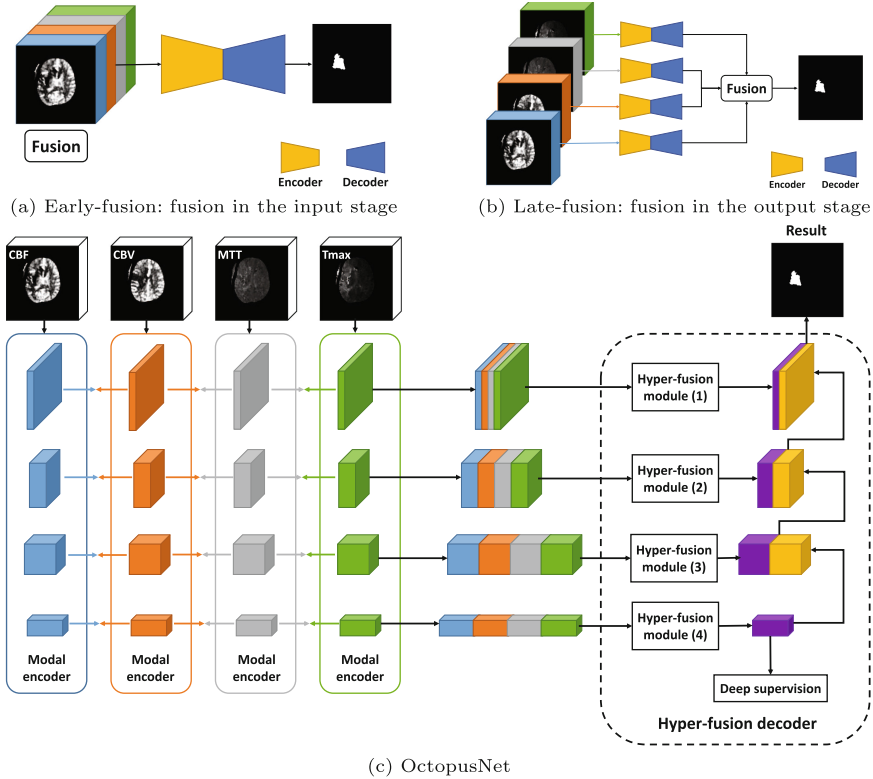 Fusion
Encoder
Decoder
(a) Early-fusion: fusion in the input stage
Fusion
Encoder
Decoder
(b) Late-fusion: fusion in the output stage
CBF
CBV
MTT
Tmax
Result
Hyper-fusion
module (1)
Hyper-fusion
module (2)
Hyper-fusion
module (3)
Hyper-fusion
module (4)
Modal
encoder
Modal
encoder
Modal
encoder
Modal
encoder
Deep supervision
Hyper-fusion decoder
(c) OctopusNet